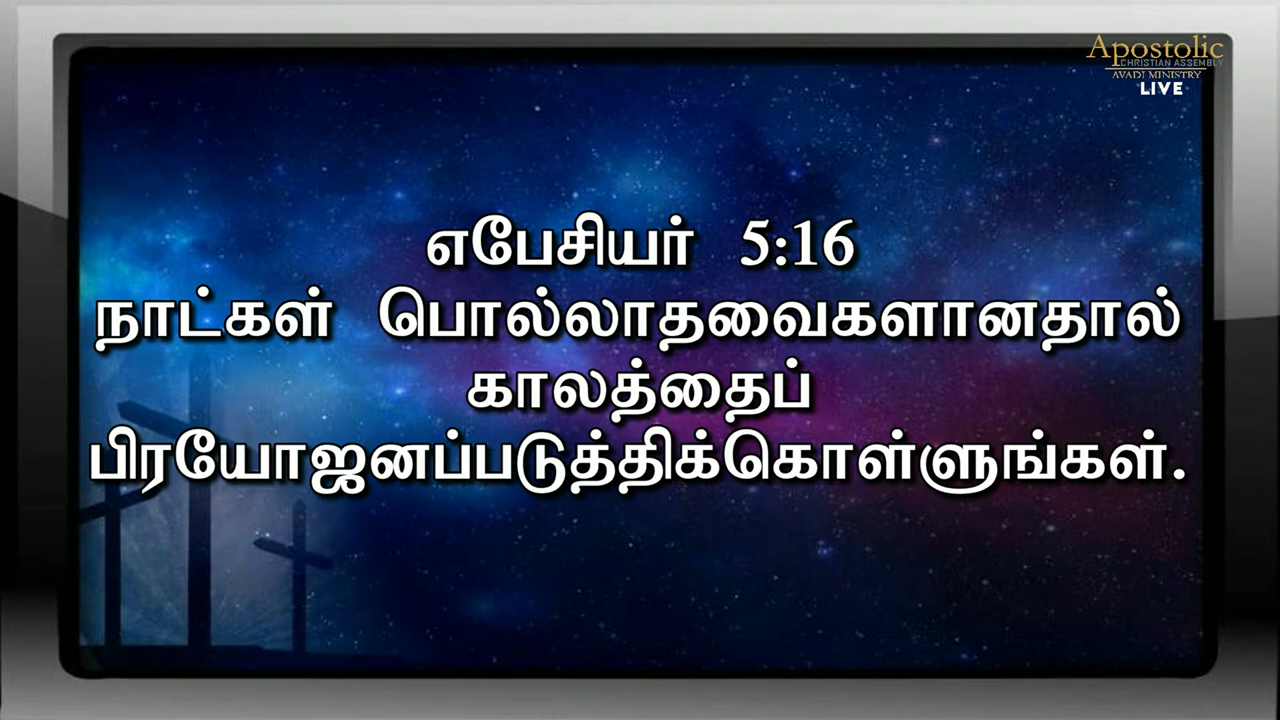 Apostolic
CHRISTIAN ASSEMBLY
AVADI MINISTRY
LIVE
எபேசியர் 5:16
நாட்கள் பொல்லாதவைகளானதால்
காலத்தைப்
பிரயோஜனப்படுத்திக்கொள்ளுங்கள்.